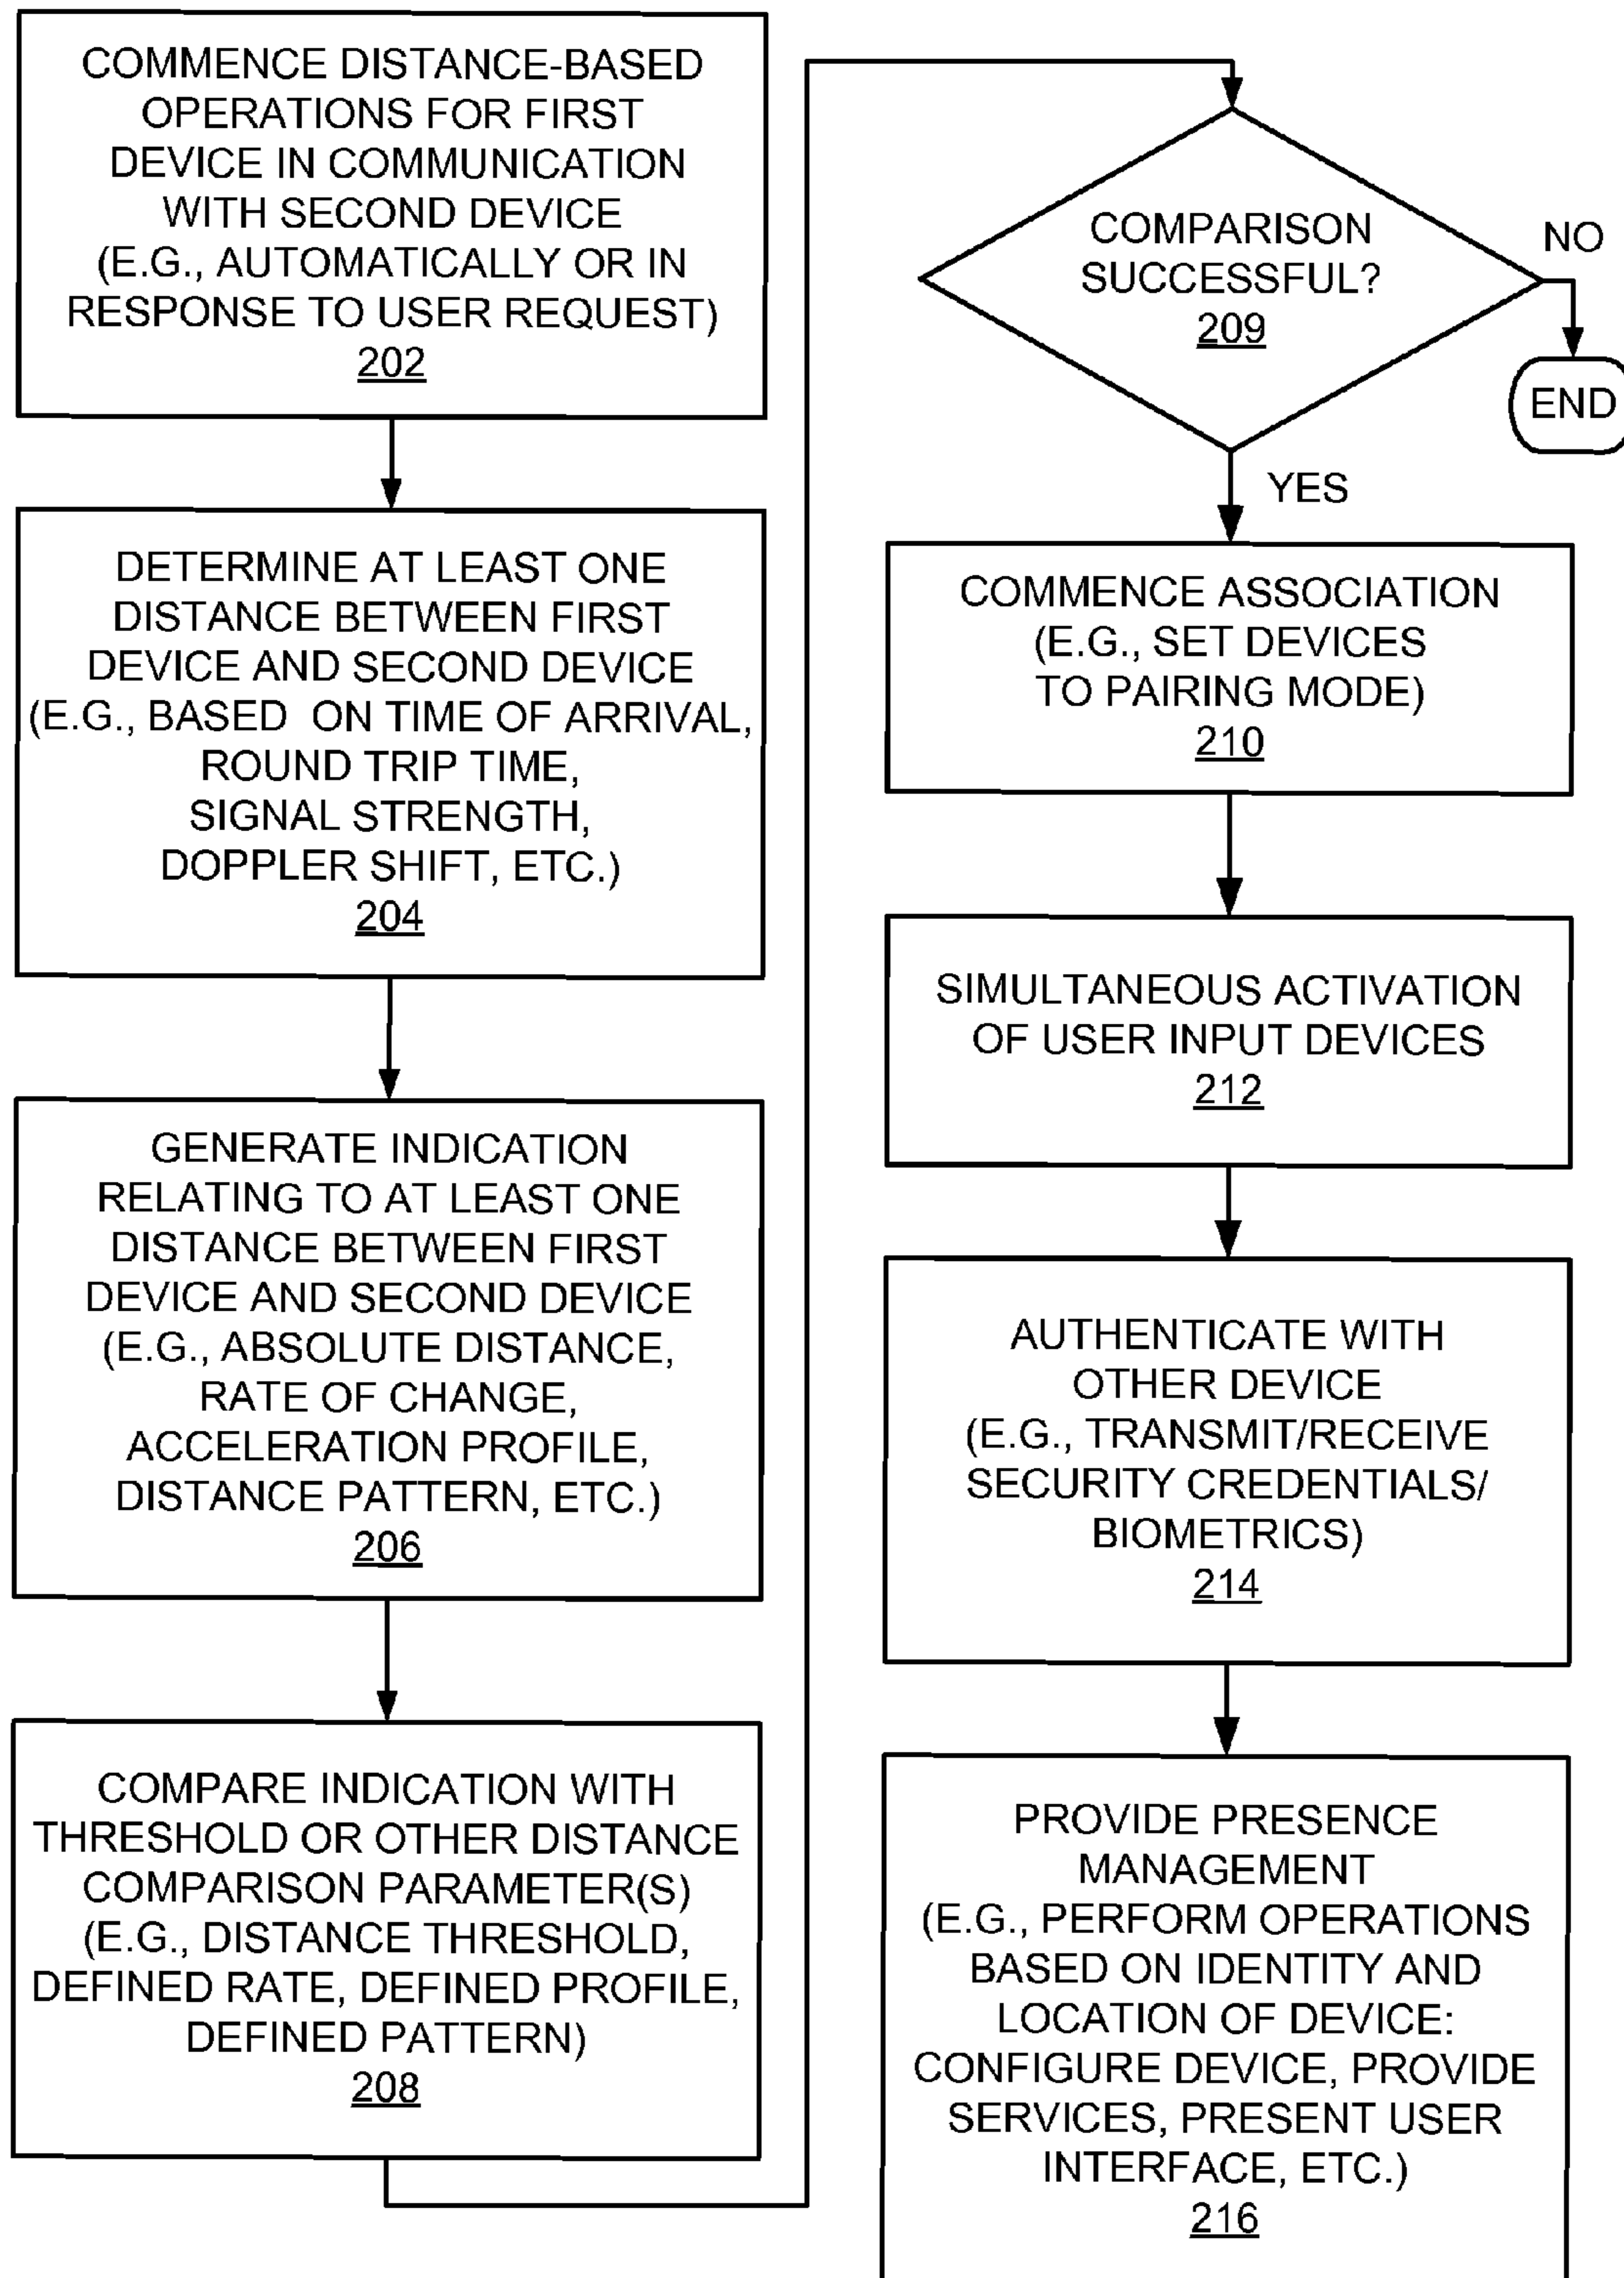 COMMENCE DISTANCE-BASED
OPERATIONS FOR FIRST
DEVICE IN COMMUNICATION
WITH SECOND DEVICE
(E.G., AUTOMATICALLY OR IN
RESPONSE TO USER REQUEST)
202
DETERMINE AT LEAST ONE
DISTANCE BETWEEN FIRST
DEVICE AND SECOND DEVICE
(E.G., BASED ON TIME OF ARRIVAL,
ROUND TRIP TIME,
SIGNAL STRENGTH,
DOPPLER SHIFT, ETC.)
204
GENERATE INDICATION
RELATING TO AT LEAST ONE
DISTANCE BETWEEN FIRST
DEVICE AND SECOND DEVICE
(E.G., ABSOLUTE DISTANCE,
RATE OF CHANGE,
ACCELERATION PROFILE,
DISTANCE PATTERN, ETC.)
206
COMPARE INDICATION WITH
THRESHOLD OR OTHER DISTANCE
COMPARISON PARAMETER(S)
(E.G., DISTANCE THRESHOLD,
DEFINED RATE, DEFINED PROFILE,
DEFINED PATTERN)
208
COMPARISON
SUCCESSFUL?
209
NO
END
YES
COMMENCE ASSOCIATION
(E.G., SET DEVICES
TO PAIRING MODE)
210
SIMULTANEOUS ACTIVATION
OF USER INPUT DEVICES
212
AUTHENTICATE WITH
OTHER DEVICE
(E.G., TRANSMIT/RECEIVE
SECURITY CREDENTIALS/
BIOMETRICS)
214
PROVIDE PRESENCE
MANAGEMENT
(E.G., PERFORM OPERATIONS
BASED ON IDENTITY AND
LOCATION OF DEVICE:
CONFIGURE DEVICE, PROVIDE
SERVICES, PRESENT USER
INTERFACE, ETC.)
216